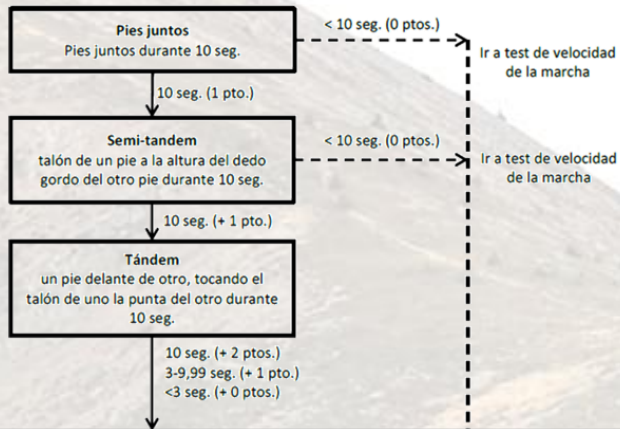 Pies juntos
Pies juntos durante 10 seg.
< 10 seg. (0 ptos.)
Ir a test de velocidad
de la marcha
10 seg. (1 pto.)
Semi-tandem
talón de un pie a la altura del dedo
gordo del otro pie durante 10 seg.
< 10 seg. (0 ptos.)
Ir a test de velocidad
de la marcha
10 seg. (+ 1 pto.)
Tándem
un pie delante de otro, tocando el
talón de uno la punta del otro durante
10 seg.
10 seg. (+ 2 ptos.)
3-9,99 seg. (+ 1 pto.)
<3 seg. (+ 0 ptos.)